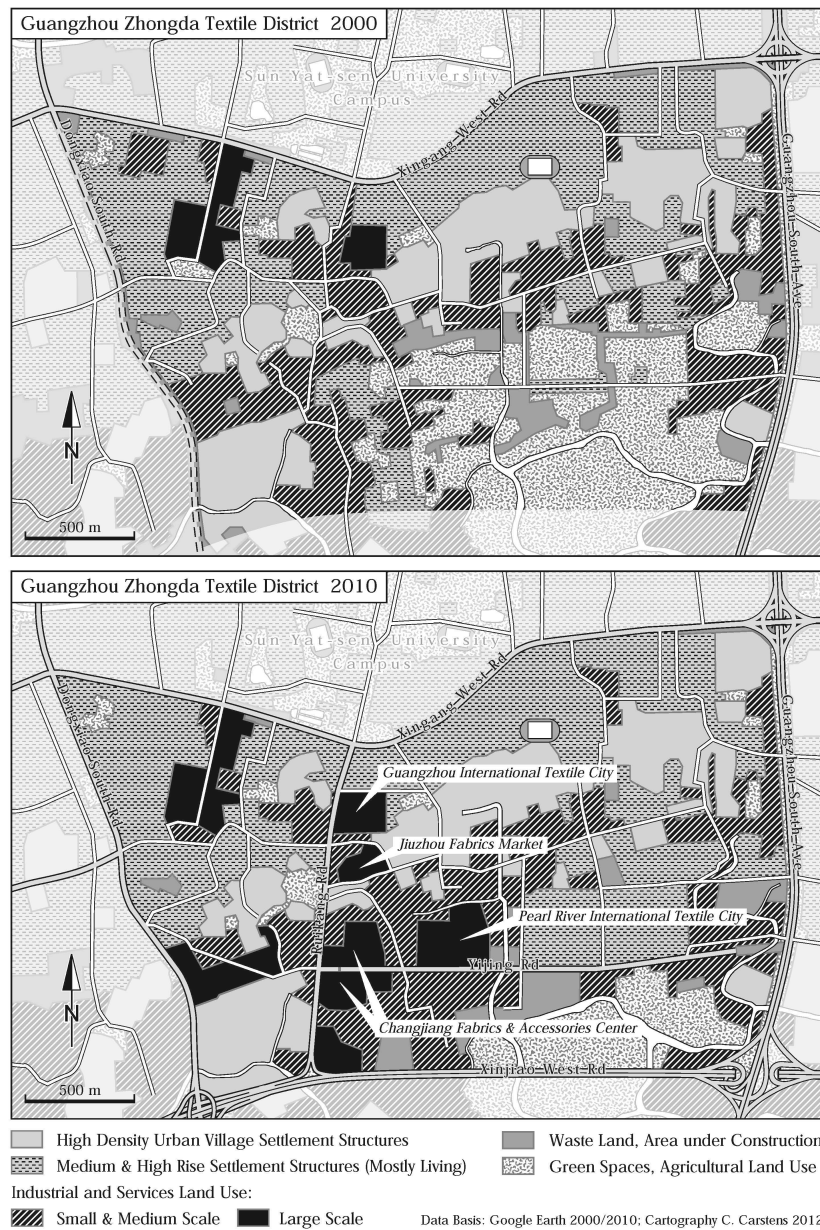 Guangzhou Zhongda Textile District 2000
Sun Yat-sen University
Campus
Xingang West Rd
Dongxiao South Rd
Guangzhou South Ave
N
500 m
Guangzhou Zhongda Textile District 2010
Sun Yat-sen University
Campus
Xingang West Rd
Dongxiao South Rd
Guangzhou South Ave
Guangzhou International Textile City
Jiuzhou Fabrics Market
Pearl River International Textile City
Yijing Rd
Changjiang Fabrics & Accessories Center
Xinjiao West Rd
N
500 m
High Density Urban Village Settlement Structures
Waste Land, Area under Construction
Medium & High Rise Settlement Structures (Mostly Living)
Green Spaces, Agricultural Land Use
Industrial and Services Land Use:
Small & Medium Scale
Large Scale
Data Basis: Google Earth 2000/2010; Cartography C. Carstens 2012